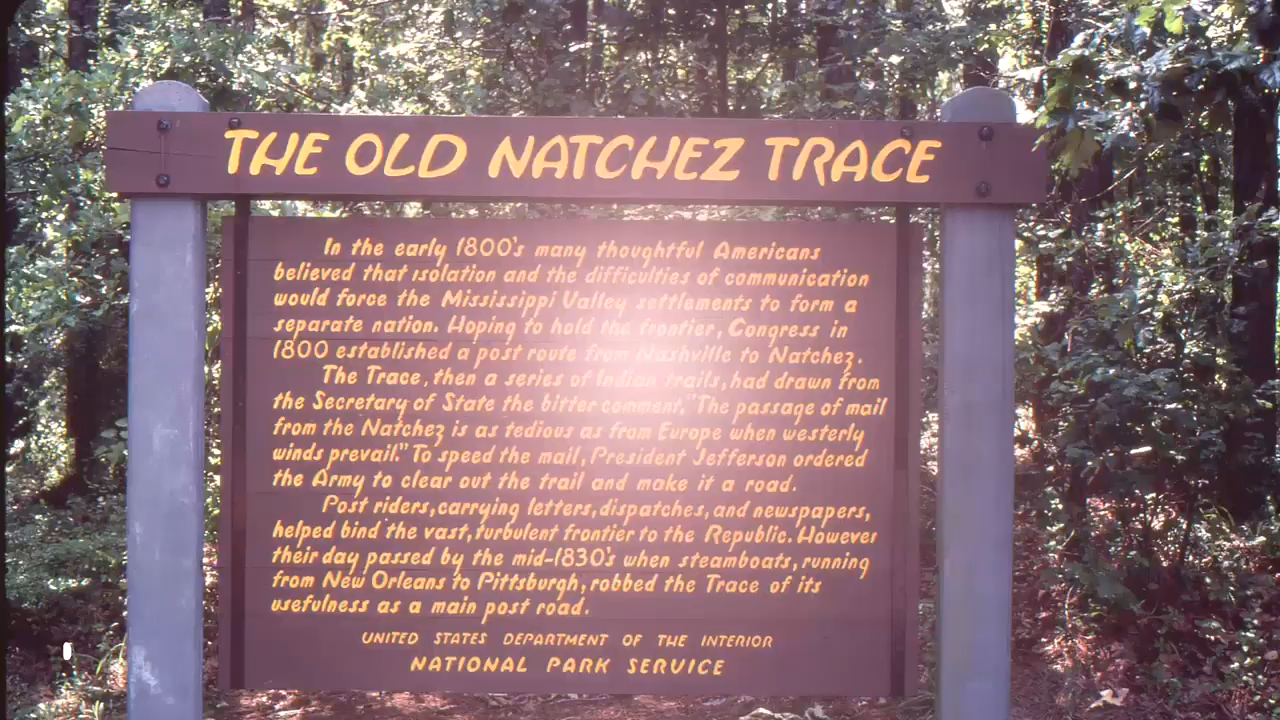 THE OLD NATCHEZ TRACE
In the early 1800's many thoughtful Americans
believed that isolation and the difficulties of communication
would force the Mississippi Valley settlements to form a
separate nation. Hoping to hold the frontier, Congress in
1800 established a post route from Nashville to Natchez.
The Trace, then a series of Indian trails, had drawn from
the Secretary of State the bitter comment, "The passage of mail
from the Natchez is as tedious as from Europe when westerly
winds prevail." To speed the mail, President Jefferson ordered
the Army to clear out the trail and make it a road.
Post riders, carrying letters, dispatches, and newspapers,
helped bind the vast, turbulent frontier to the Republic. However
their day passed by the mid-1830's when steamboats, running
from New Orleans to Pittsburgh, robbed the Trace of its
usefulness as a main post road.
UNITED STATES DEPARTMENT OF THE INTERIOR
NATIONAL PARK SERVICE